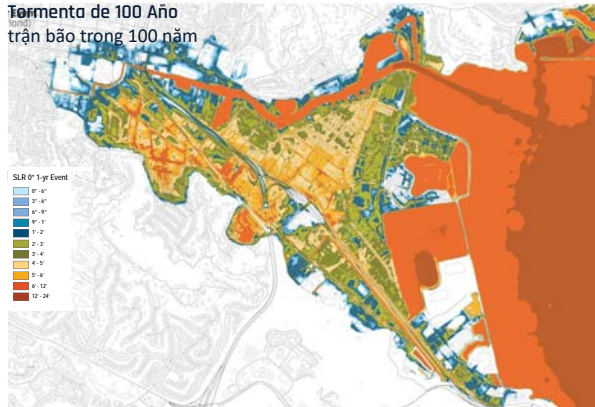 Tormenta de 100 Año
trận bão trong 100 năm
SLR 0" 1-yr Event
0" - 6"
3" - 6"
6" - 9"
9" - 1'
1' - 2'
2' - 3'
3' - 4'
4' - 5'
5' - 6'
6' - 12'
12' - 24'